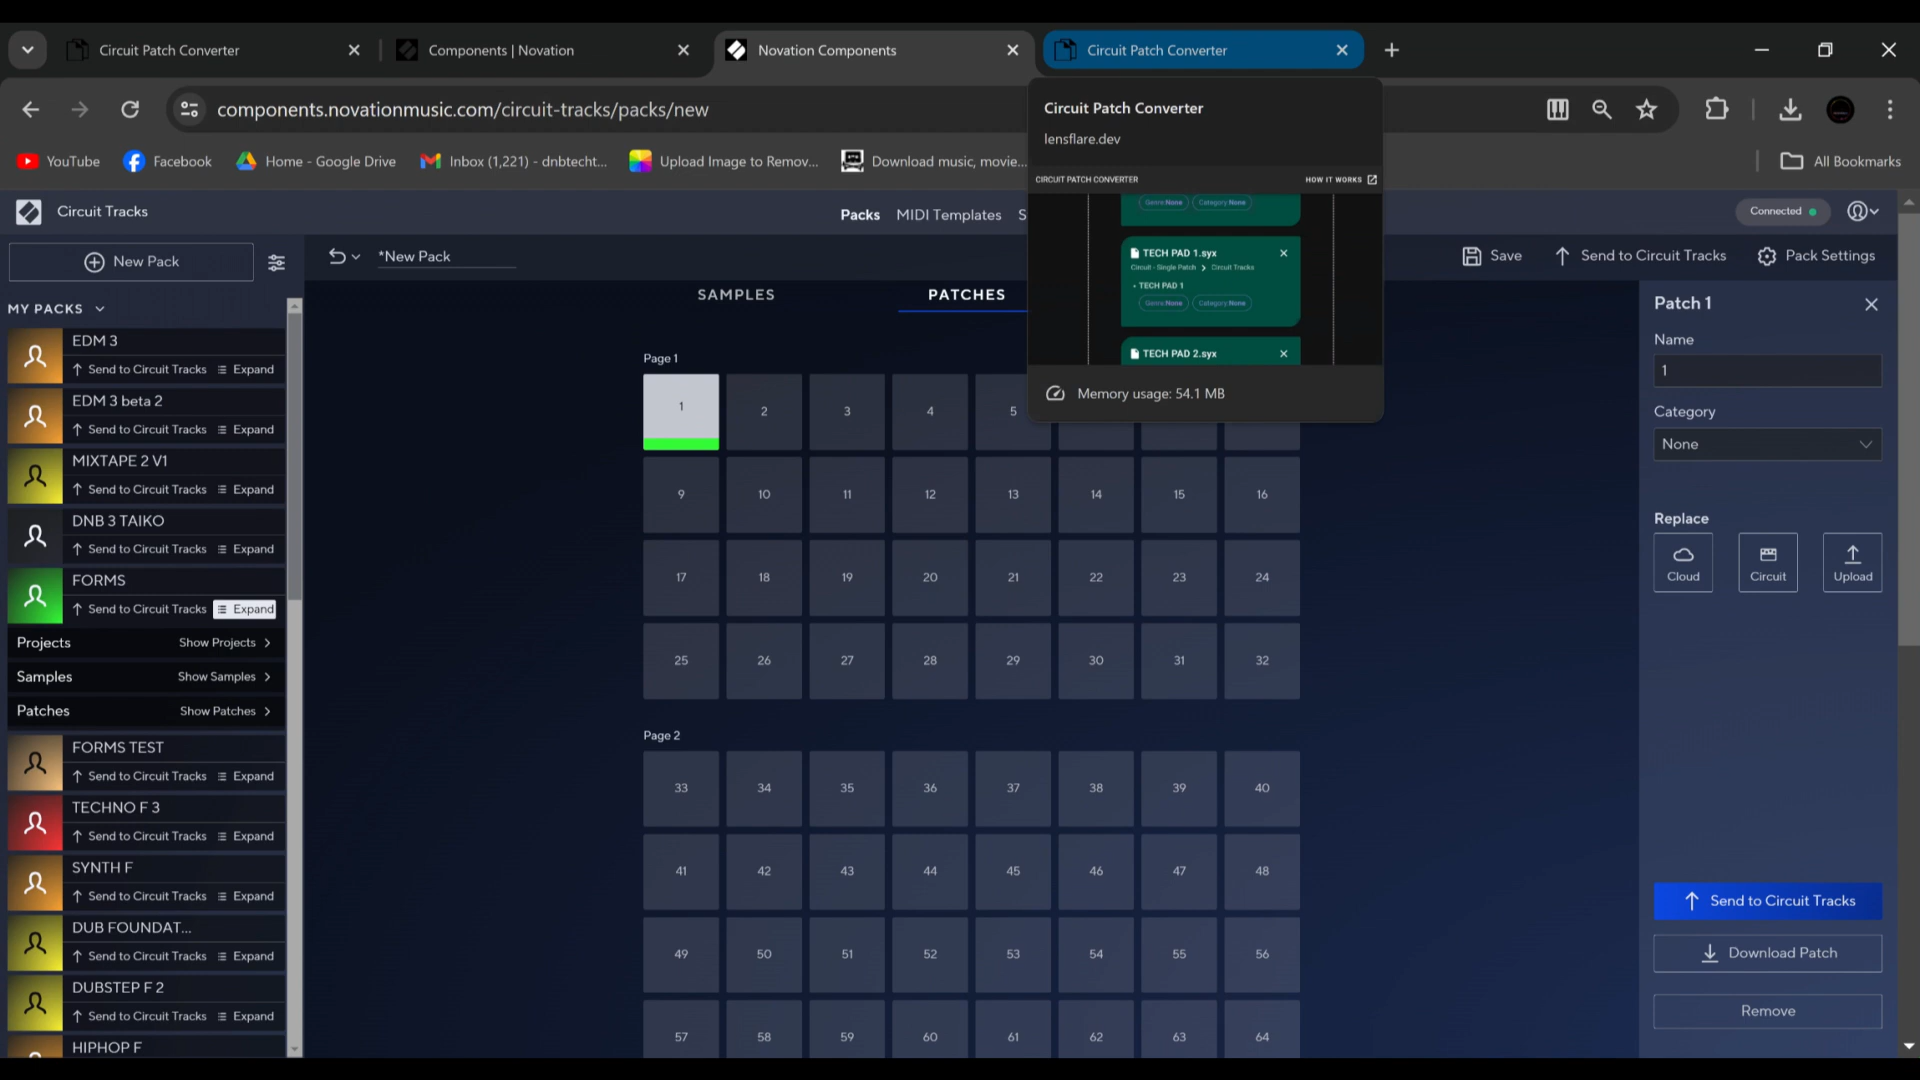 Circuit Patch Converter
Components | Novation
Novation Components
Circuit Patch Converter
components.novationmusic.com/circuit-tracks/packs/new
Circuit Patch Converter
lensflare.dev
YouTube
Facebook
Home - Google Drive
Inbox (1,221) - dnbtecht...
Upload Image to Remov...
Download music, movie...
All Bookmarks
CIRCUIT PATCH CONVERTER
HOW IT WORKS
Genre:None Category:None
TECH PAD 1.syx
Circuit - Single Patch > Circuit Tracks
• TECH PAD 1
Genre:None Category:None
TECH PAD 2.syx
Memory usage: 54.1 MB
Circuit Tracks
Packs
MIDI Templates
S
Connected
New Pack
*New Pack
Save
Send to Circuit Tracks
Pack Settings
MY PACKS
EDM 3
Send to Circuit Tracks Expand
EDM 3 beta 2
Send to Circuit Tracks Expand
MIXTAPE 2 V1
Send to Circuit Tracks Expand
DNB 3 TAIKO
Send to Circuit Tracks Expand
FORMS
Send to Circuit Tracks Expand
Projects Show Projects
Samples Show Samples
Patches Show Patches
FORMS TEST
Send to Circuit Tracks Expand
TECHNO F 3
Send to Circuit Tracks Expand
SYNTH F
Send to Circuit Tracks Expand
DUB FOUNDAT...
Send to Circuit Tracks Expand
DUBSTEP F 2
Send to Circuit Tracks Expand
HIPHOP F
SAMPLES
PATCHES
Page 1
1 2 3 4 5
9 10 11 12 13 14 15 16
17 18 19 20 21 22 23 24
25 26 27 28 29 30 31 32
Page 2
33 34 35 36 37 38 39 40
41 42 43 44 45 46 47 48
49 50 51 52 53 54 55 56
57 58 59 60 61 62 63 64
Patch 1
Name
1
Category
None
Replace
Cloud
Circuit
Upload
Send to Circuit Tracks
Download Patch
Remove